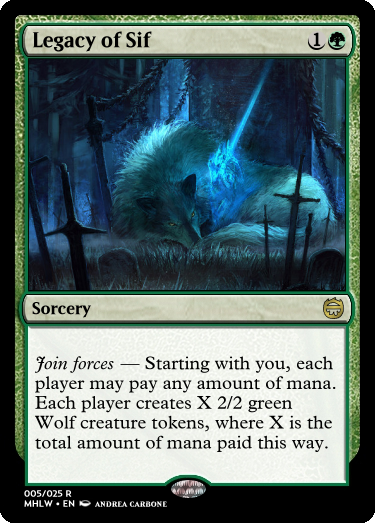 Legacy of Sif 1
Sorcery
Join forces — Starting with you, each
player may pay any amount of mana.
Each player creates X 2/2 green
Wolf creature tokens, where X is the
total amount of mana paid this way.
005/025 R
MHLW • EN ANDREA CARBONE